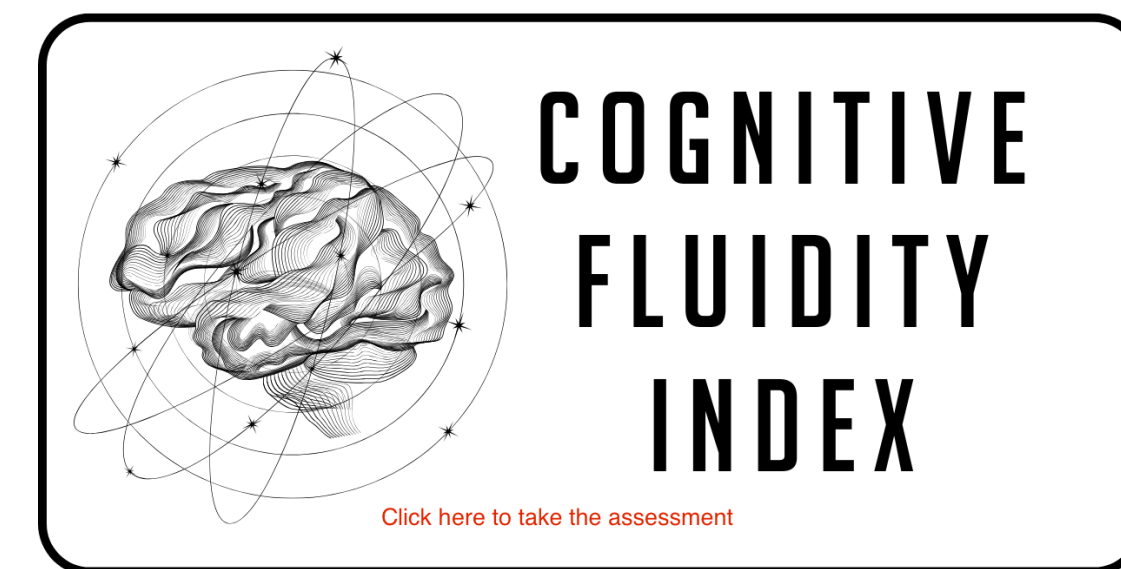 COGNITIVE
FLUIDITY
INDEX
Click here to take the assessment